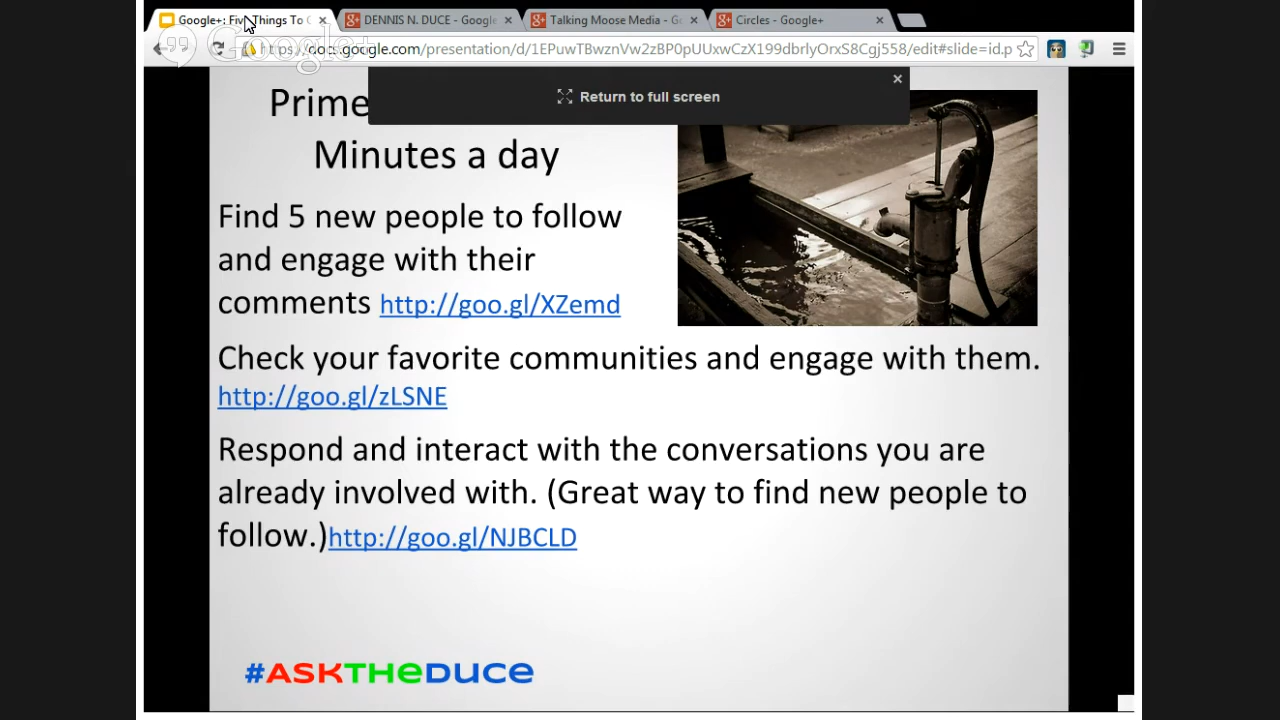 Google+: Five Things To
DENNIS N. DUCE - Google
Talking Moose Media - Go
Circles - Google+
Google+
https://docs.google.com/presentation/d/1EPuwTBwznVw2zBP0pUUxwCzX199dbrlyOrxS8Cgj558/edit#slide=id.p
Return to full screen
Prime
Minutes a day
Find 5 new people to follow
and engage with their
comments http://goo.gl/XZemd
Check your favorite communities and engage with them.
http://goo.gl/zLSNE
Respond and interact with the conversations you are
already involved with. (Great way to find new people to
follow.)http://goo.gl/NJBCLD
#ASKTHeDUCe